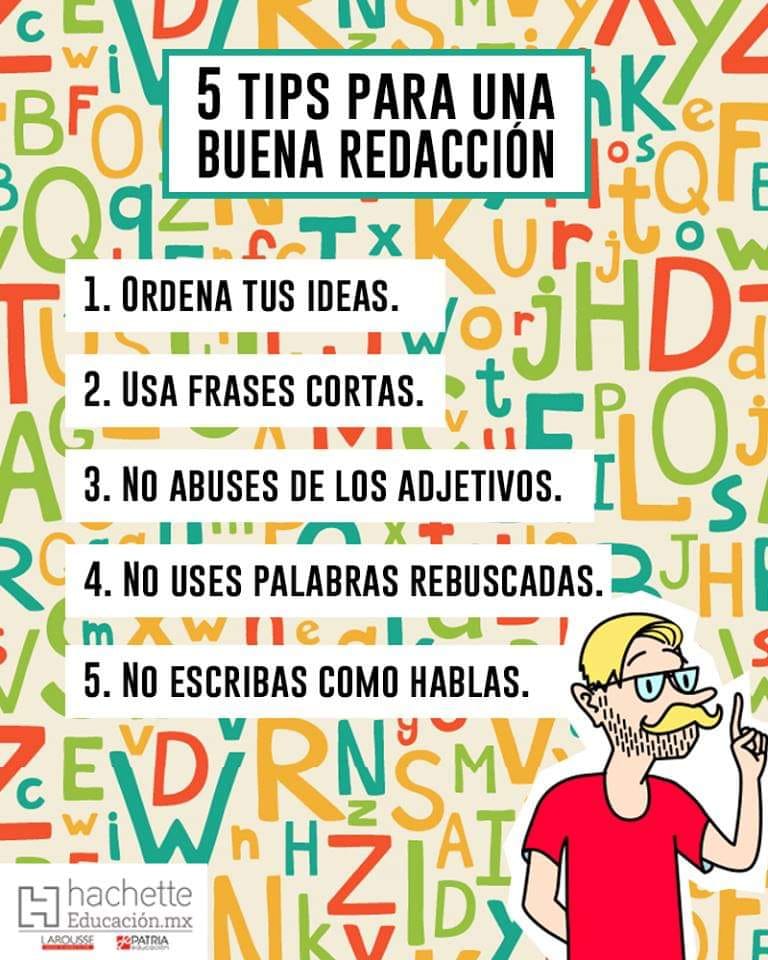 5 TIPS PARA UNA
BUENA REDACCIÓN
1. ORDENA TUS IDEAS.
2. USA FRASES CORTAS.
3. NO ABUSES DE LOS ADJETIVOS.
4. NO USES PALABRAS REBUSCADAS.
5. NO ESCRIBAS COMO HABLAS.
hachette
Educación.mx
LAROUSSE
PATRIA
educación